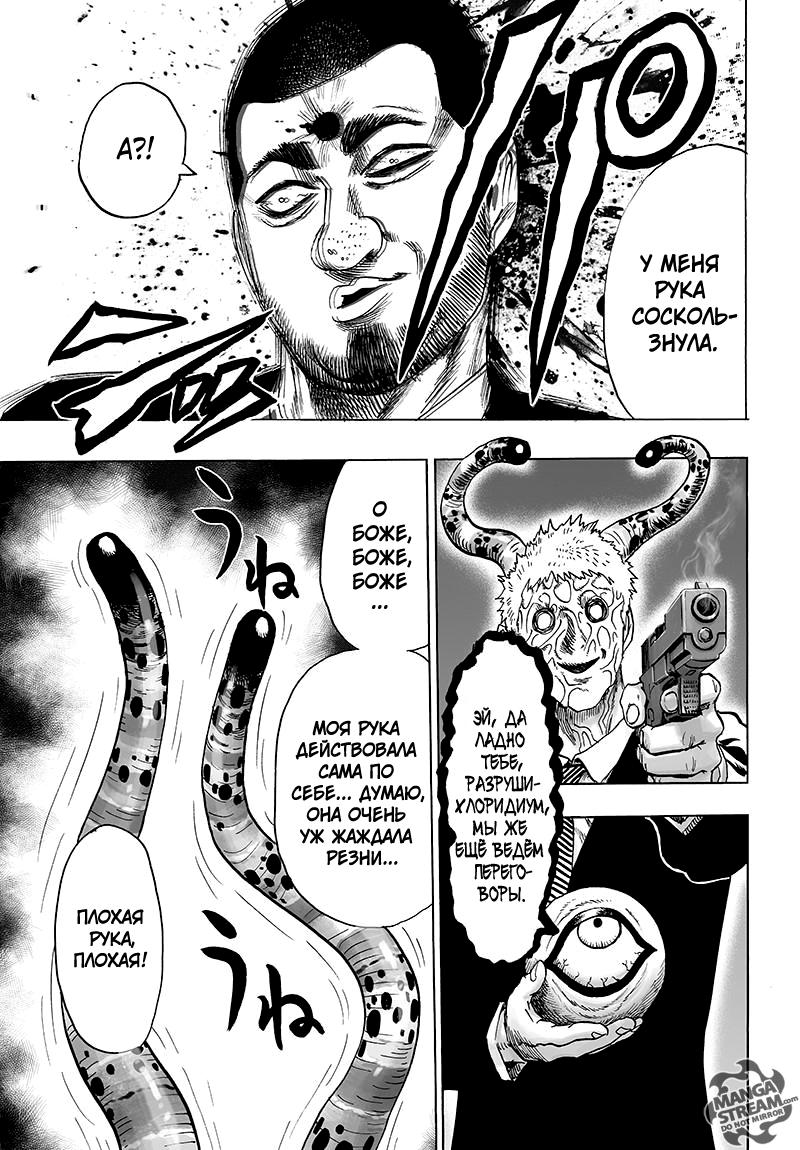 У МЕНЯ
РУКА
СОСКОЛЬ-
ЗНУЛА.
А?!
ЭЙ, ДА
ЛАДНО
ТЕБЕ,
РАЗРУШИ-
ХЛОРИДИУМ,
МЫ ЖЕ
ЕЩЁ ВЕДЁМ
ПЕРЕГО-
ВОРЫ.
О
БОЖЕ,
БОЖЕ,
БОЖЕ
...
МОЯ РУКА
ДЕЙСТВОВАЛА
САМА ПО
СЕБЕ... ДУМАЮ,
ОНА ОЧЕНЬ
УЖ ЖАЖДАЛА
РЕЗНИ...
うね
うね
ПЛОХАЯ
РУКА,
ПЛОХАЯ!
MANGA
STREAM.com
DO NOT MIRROR